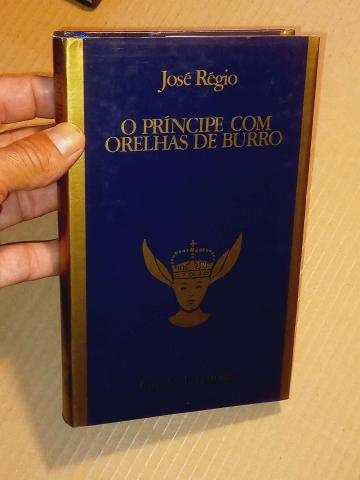 José Régio
O PRÍNCIPE COM
ORELHAS DE BURRO